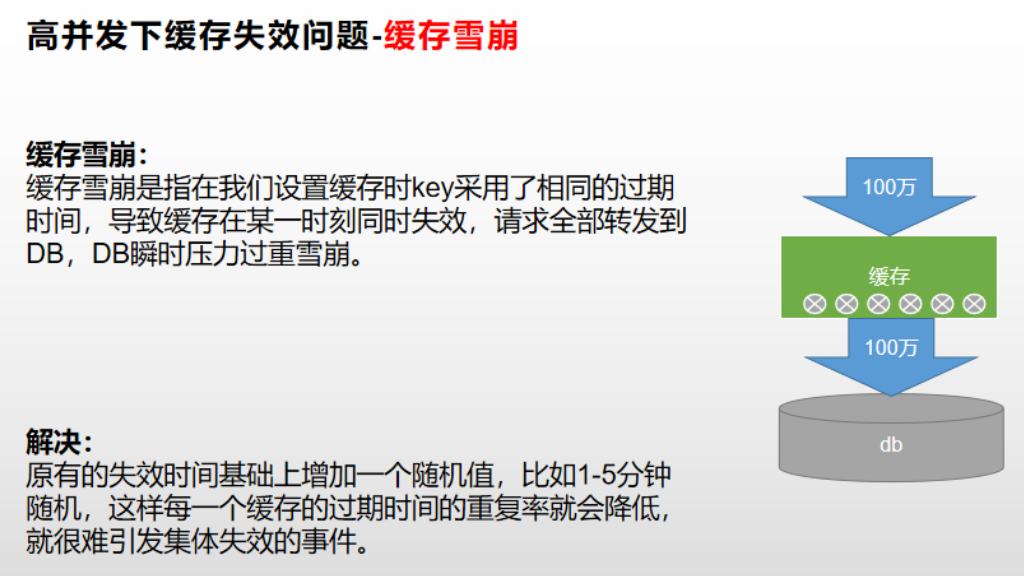 高并发下缓存失效问题-缓存雪崩
缓存雪崩：
缓存雪崩是指在我们设置缓存时key采用了相同的过期
时间，导致缓存在某一时刻同时失效，请求全部转发到
DB，DB瞬时压力过重雪崩。
解决：
原有的失效时间基础上增加一个随机值，比如1-5分钟
随机，这样每一个缓存的过期时间的重复率就会降低，
就很难引发集体失效的事件。
100万
缓存
100万
db